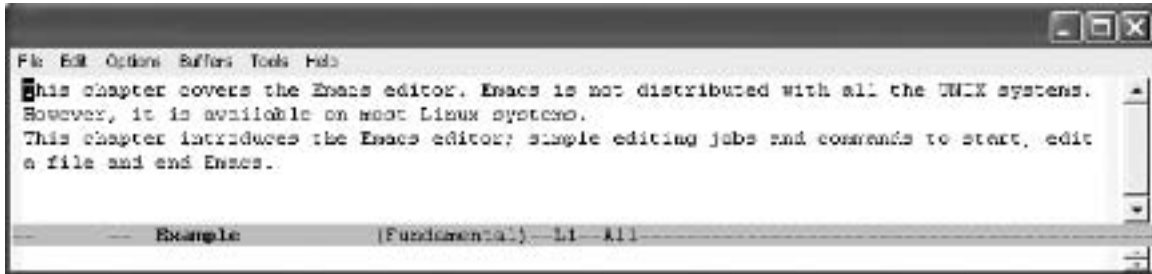 File Edit Options Buffers Tools Help
This chapter covers the Emacs editor. Emacs is not distributed with all the UNIX systems.
However, it is available on most Linux systems.
This chapter introduces the Emacs editor; simple editing jobs and commands to start, edit
a file and end Emacs.
-- -- Example (Fundamental)--L1--All--------------------------------